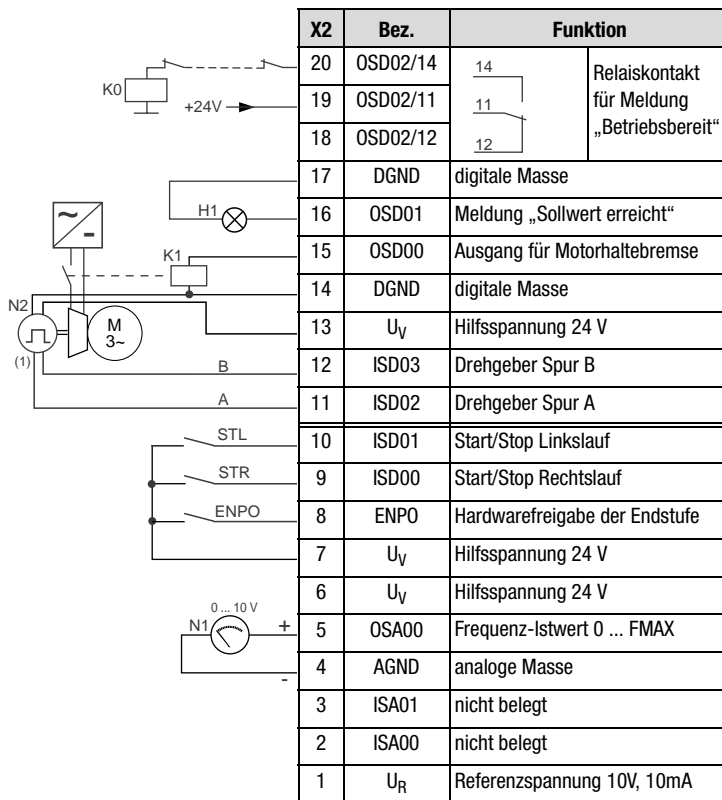 X2 Bez. Funktion
20 OSD02/14 14 Relaiskontakt
K0 +24V 19 OSD02/11 11 für Meldung
18 OSD02/12 12 „Betriebsbereit“
17 DGND digitale Masse
H1 16 OSD01 Meldung „Sollwert erreicht“
~ -
K1 15 OSD00 Ausgang für Motorhaltebremse
14 DGND digitale Masse
N2 M 3~ 13 UV Hilfsspannung 24 V
(1) B 12 ISD03 Drehgeber Spur B
A 11 ISD02 Drehgeber Spur A
STL 10 ISD01 Start/Stop Linkslauf
STR 9 ISD00 Start/Stop Rechtslauf
ENPO 8 ENPO Hardwarefreigabe der Endstufe
7 UV Hilfsspannung 24 V
6 UV Hilfsspannung 24 V
0 ... 10 V
N1 + 5 OSA00 Frequenz-Istwert 0 ... FMAX
- 4 AGND analoge Masse
3 ISA01 nicht belegt
2 ISA00 nicht belegt
1 UR Referenzspannung 10V, 10mA